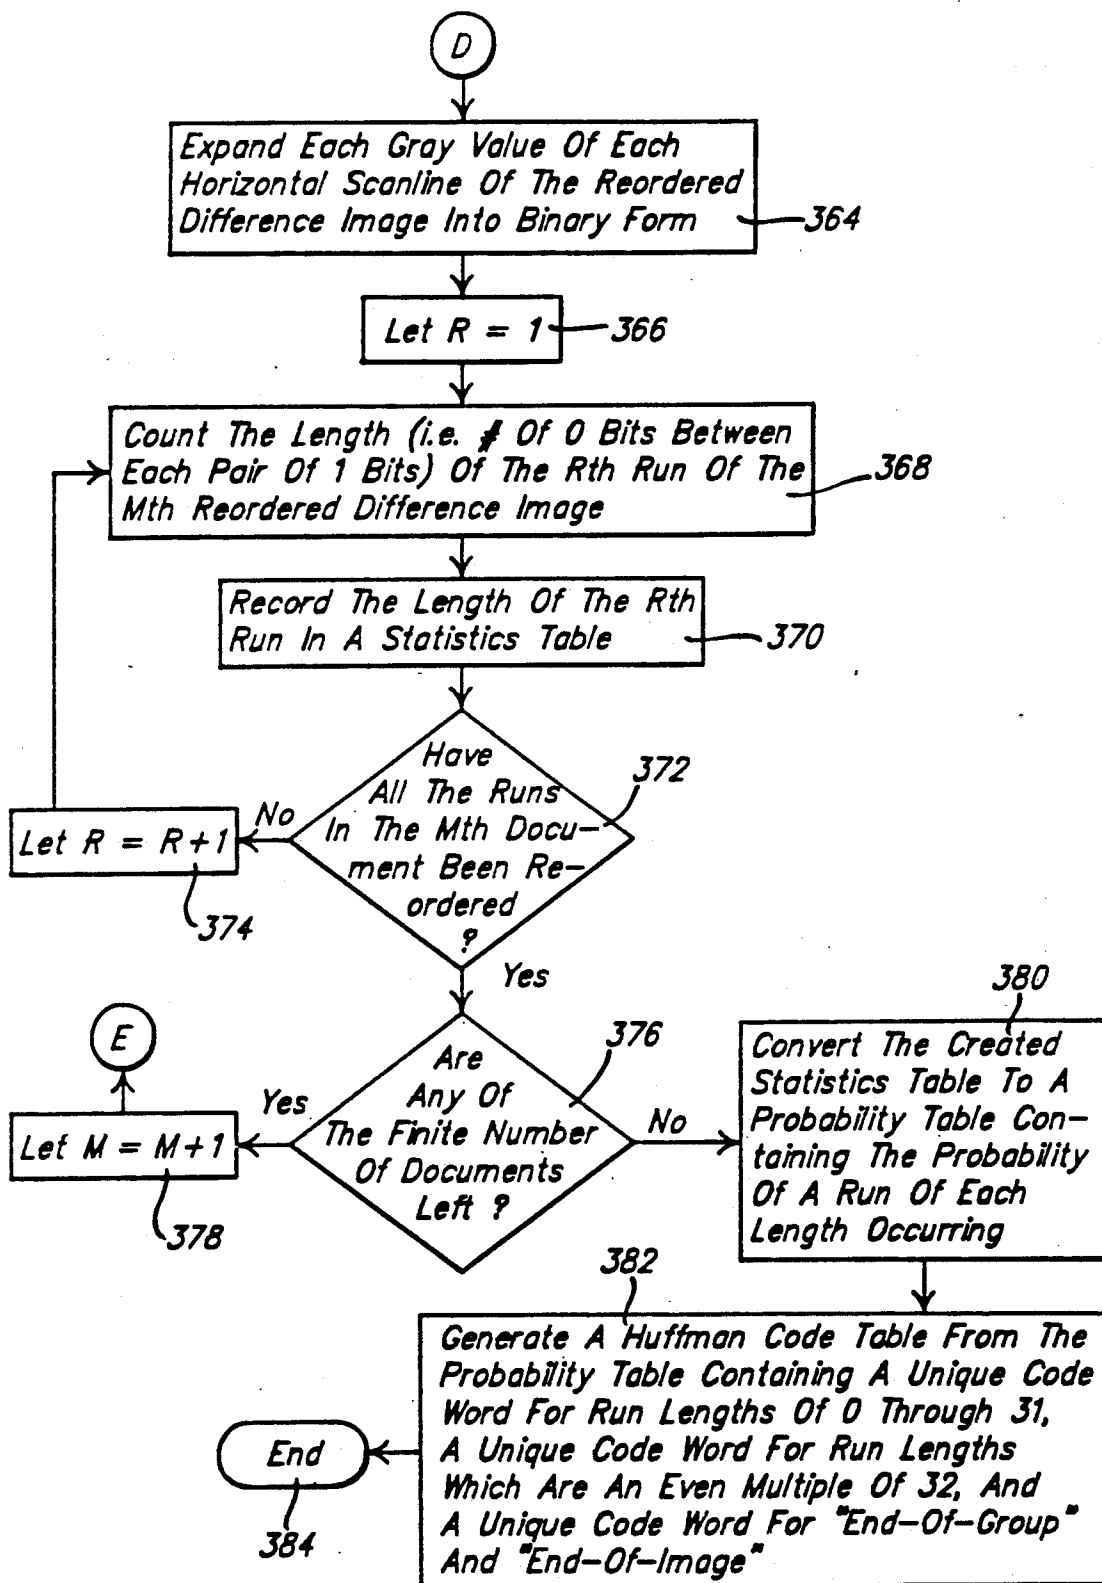 D
Expand Each Gray Value Of Each
Horizontal Scanline Of The Reordered
Difference Image Into Binary Form
364
Let R = 1
366
Count The Length (i.e. # Of 0 Bits Between
Each Pair Of 1 Bits) Of The Rth Run Of The
Mth Reordered Difference Image
368
Record The Length Of The Rth
Run In A Statistics Table
370
Have
All The Runs
In The Mth Docu-
ment Been Re-
ordered
?
372
No
Let R = R+1
374
Yes
Are
Any Of
The Finite Number
Of Documents
Left ?
376
Yes
Let M = M+1
378
E
No
380
Convert The Created
Statistics Table To A
Probability Table Con-
taining The Probability
Of A Run Of Each
Length Occurring
382
Generate A Huffman Code Table From The
Probability Table Containing A Unique Code
Word For Run Lengths Of 0 Through 31,
A Unique Code Word For Run Lengths
Which Are An Even Multiple Of 32, And
A Unique Code Word For "End-Of-Group"
And "End-Of-Image"
End
384